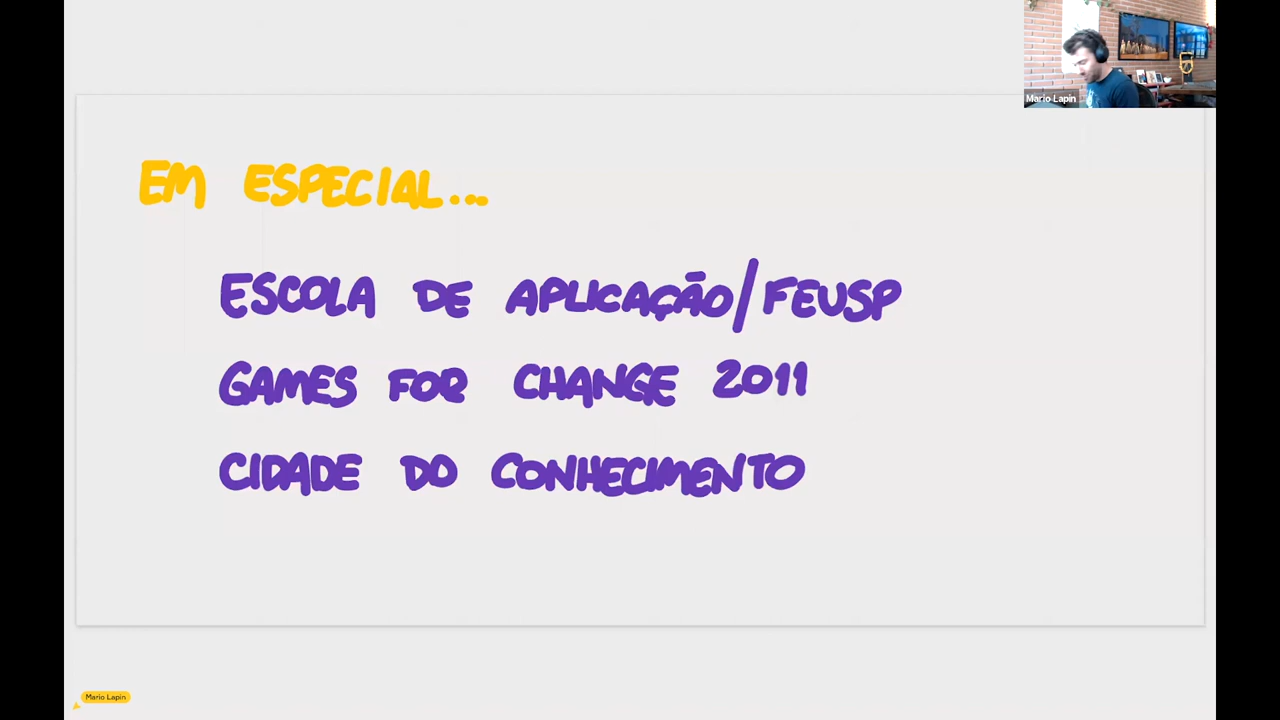 Mario Lapin
EM ESPECIAL...
ESCOLA DE APLICAÇÃO/FEUSP
GAMES FOR CHANGE 2011
CIDADE DO CONHECIMENTO
Mario Lapin